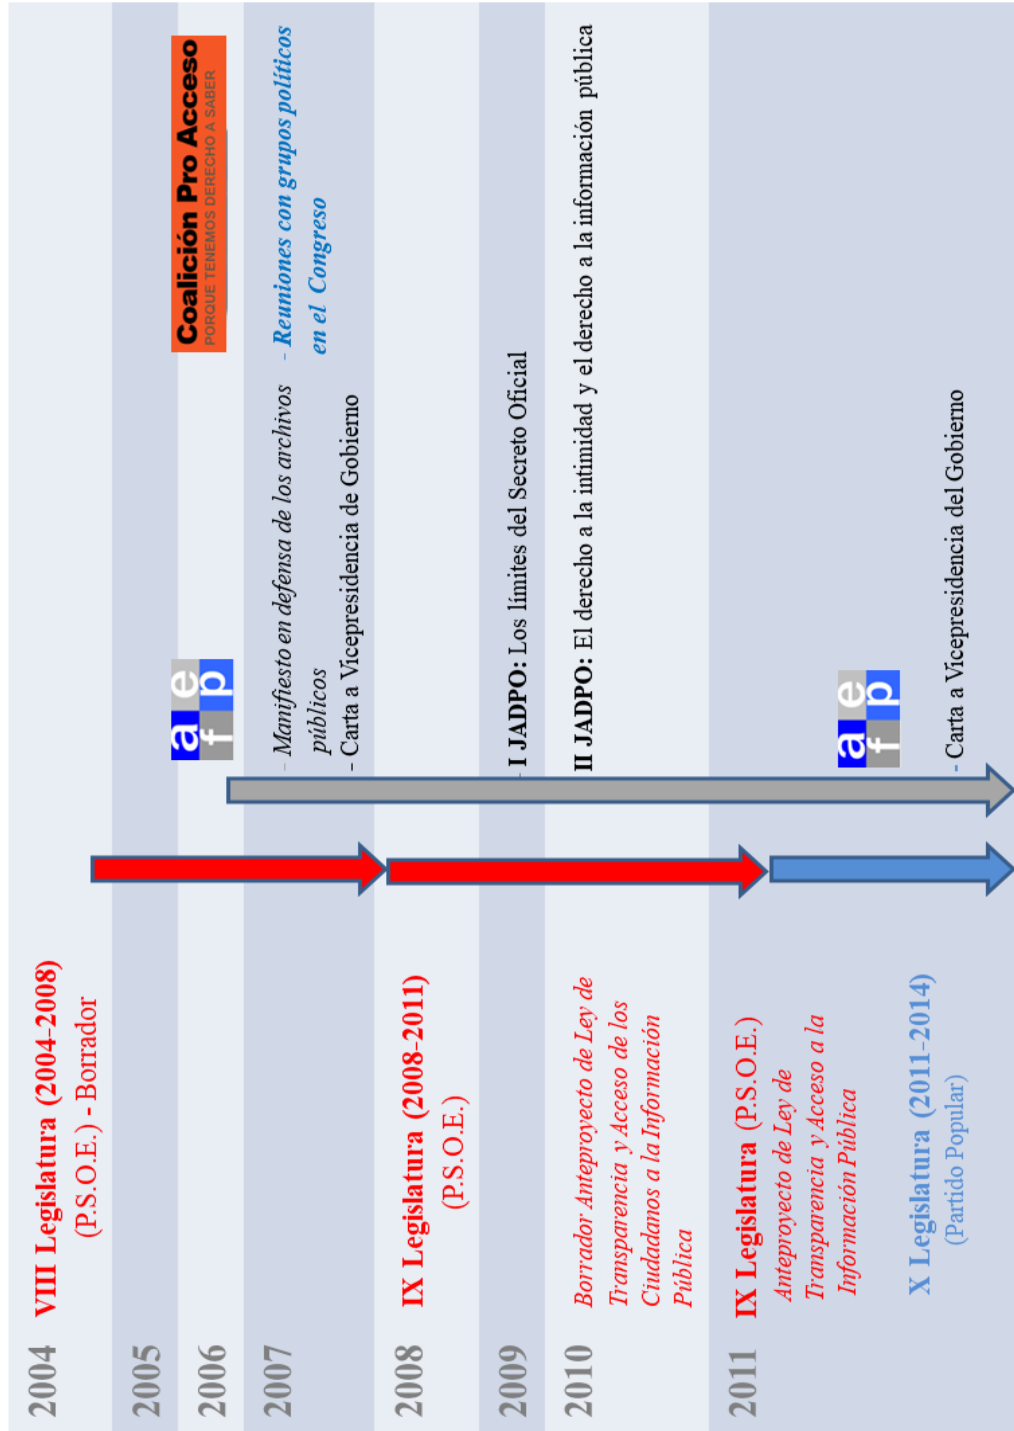 2004
VIII Legislatura (2004-2008)
(P.S.O.E.) - Borrador
2005
2006
a e
f p
Coalición Pro Acceso
PORQUE TENEMOS DERECHO A SABER
2007
- Manifiesto en defensa de los archivos
públicos
- Carta a Vicepresidencia de Gobierno
- Reuniones con grupos políticos
en el Congreso
2008
IX Legislatura (2008-2011)
(P.S.O.E.)
2009
- I JADPO: Los límites del Secreto Oficial
2010
Borrador Anteproyecto de Ley de
Transparencia y Acceso de los
Ciudadanos a la Información
Pública
II JADPO: El derecho a la intimidad y el derecho a la información pública
2011
IX Legislatura (P.S.O.E.)
Anteproyecto de Ley de
Transparencia y Acceso a la
Información Pública
a e
f p
X Legislatura (2011-2014)
(Partido Popular)
- Carta a Vicepresidencia del Gobierno